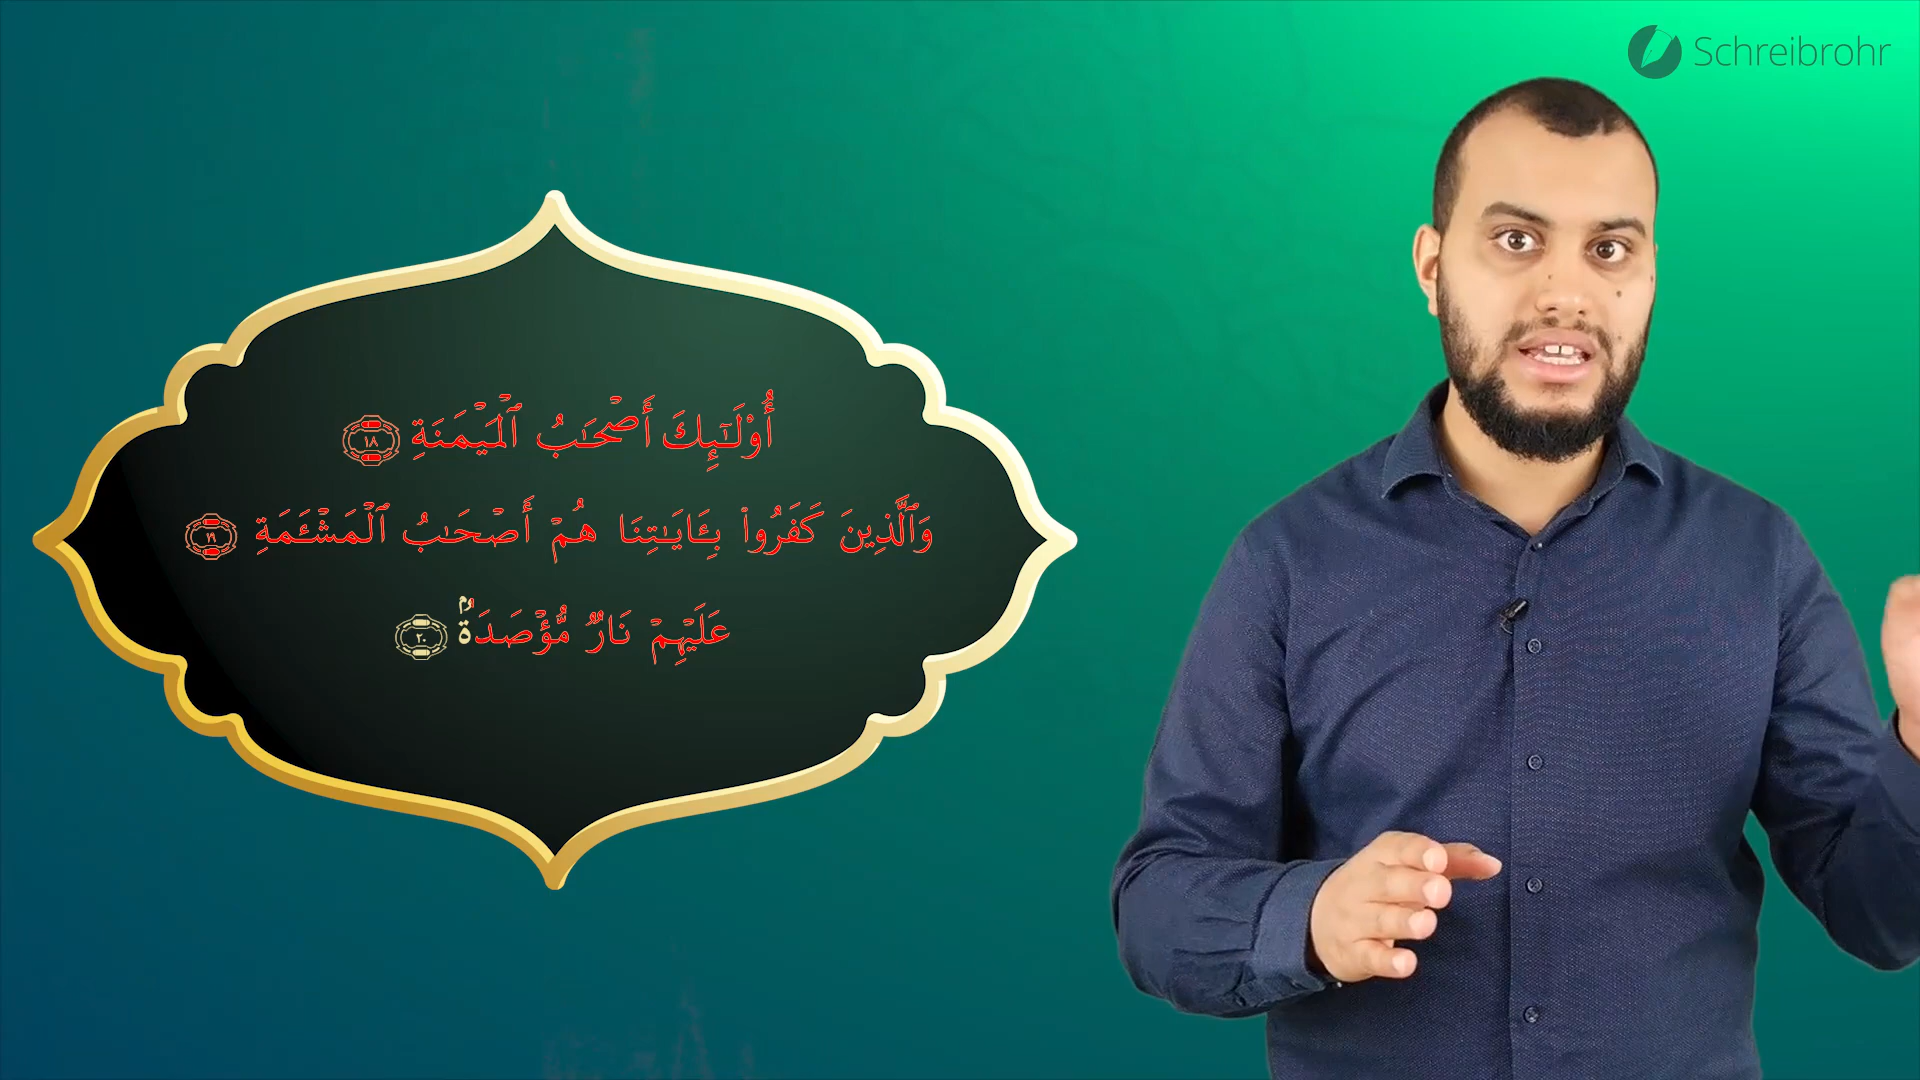 Schreibrohr
أُو۟لَـٰٓئِكَ أَصْحَـٰبُ ٱلْمَيْمَنَةِ ١٨
وَٱلَّذِينَ كَفَرُوا۟ بِـَٔايَـٰتِنَا هُمْ أَصْحَـٰبُ ٱلْمَشْـَٔمَةِ ١٩
عَلَيْهِمْ نَارٌ مُّؤْصَدَةٌۢ ٢٠